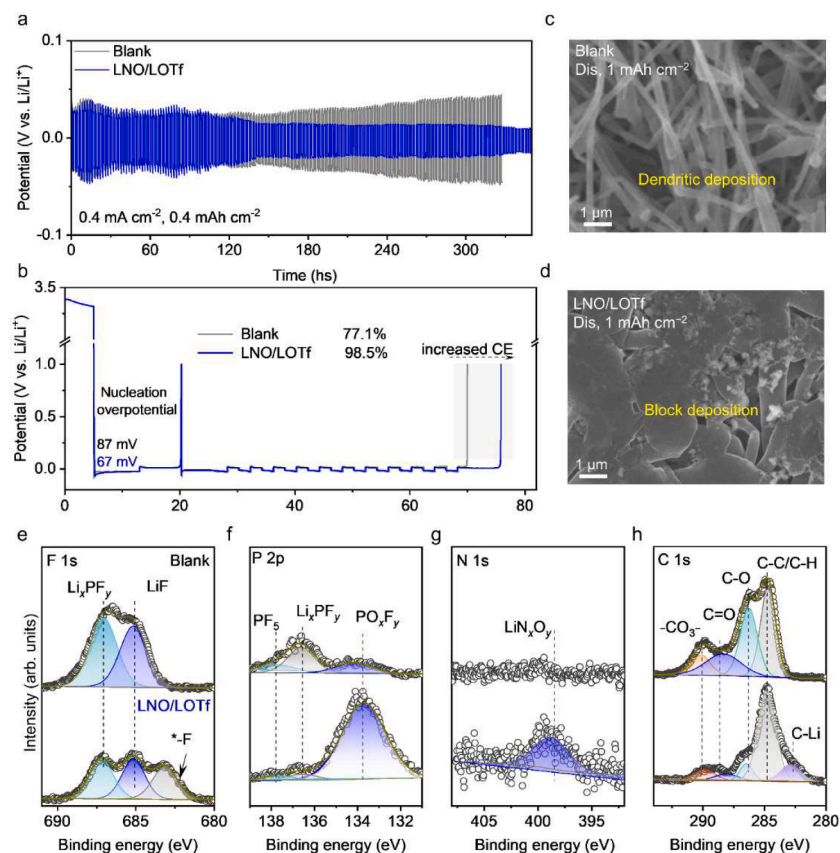 a
0.1
0.0
-0.1
Potential (V vs. Li/Li⁺)
Blank
LNO/LOTf
0.4 mA cm⁻², 0.4 mAh cm⁻²
0 60 120 180 240 300
Time (hs)
c
Blank
Dis, 1 mAh cm⁻²
Dendritic deposition
1 μm
b
3.5
1.0
0.5
0.0
Potential (V vs. Li/Li⁺)
Blank 77.1%
LNO/LOTf 98.5%
increased CE
Nucleation
overpotential
87 mV
67 mV
0 20 40 60 80
d
LNO/LOTf
Dis, 1 mAh cm⁻²
Block deposition
1 μm
e
Intensity (arb. units)
F 1s
Blank
LiₓPFᵧ
LiF
LNO/LOTf
*-F
690 685 680
Binding energy (eV)
f
P 2p
PF₅
LiₓPFᵧ
POₓFᵧ
138 136 134 132
Binding energy (eV)
g
N 1s
LiNₓOᵧ
405 400 395
Binding energy (eV)
h
C 1s
C-C/C-H
C-O
C=O
-CO₃-
C-Li
290 285 280
Binding energy (eV)